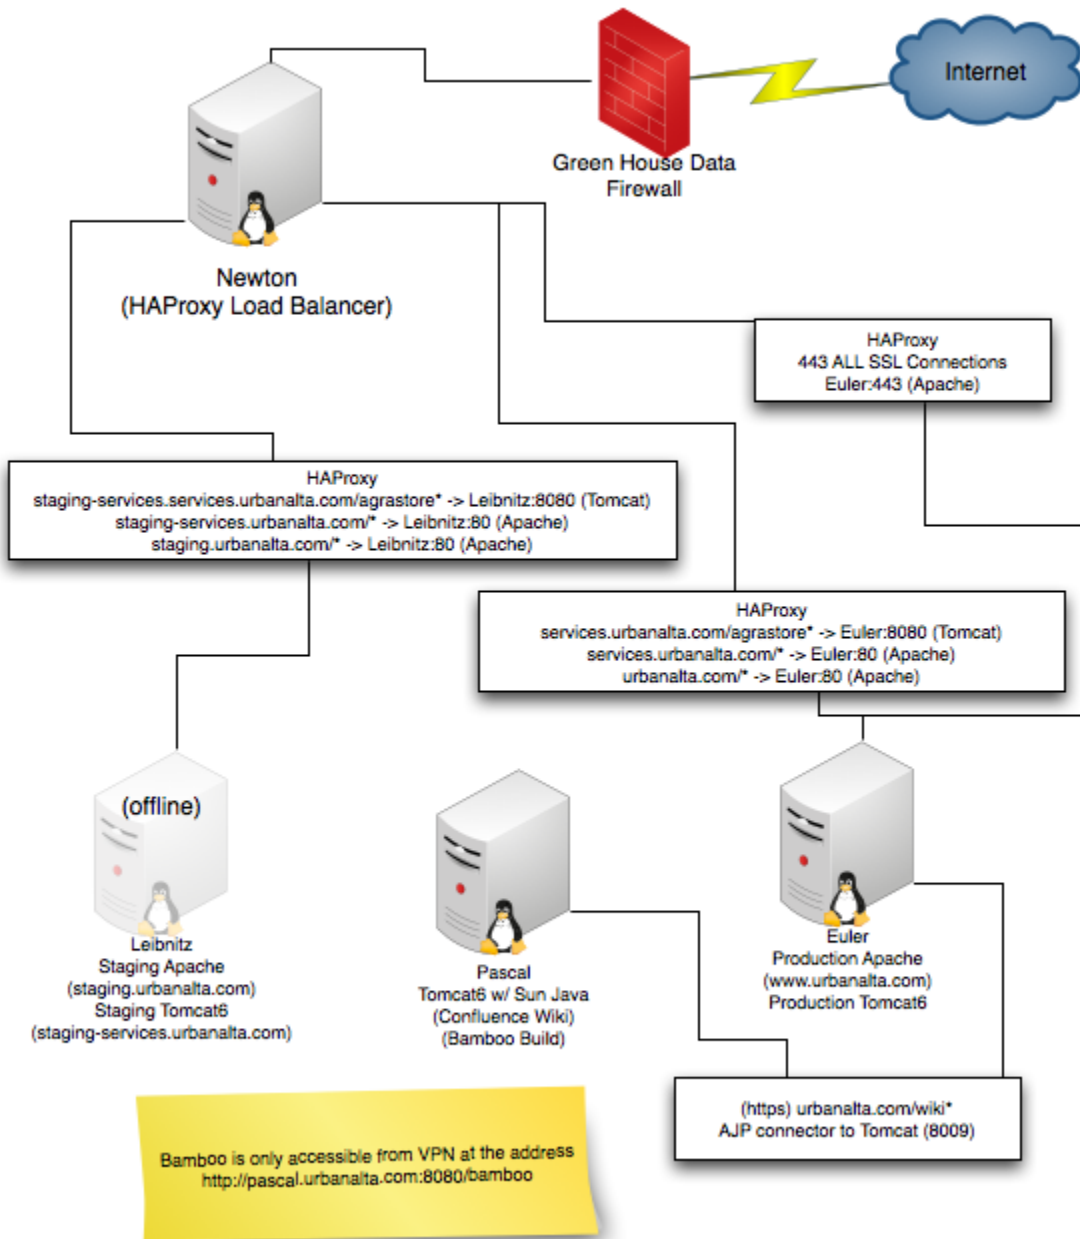 Internet
Green House Data
Firewall
Newton
(HAProxy Load Balancer)
HAProxy
443 ALL SSL Connections
Euler:443 (Apache)
HAProxy
staging-services.services.urbanalta.com/agrastore* -> Leibnitz:8080 (Tomcat)
staging-services.urbanalta.com/* -> Leibnitz:80 (Apache)
staging.urbanalta.com/* -> Leibnitz:80 (Apache)
HAProxy
services.urbanalta.com/agrastore* -> Euler:8080 (Tomcat)
services.urbanalta.com/* -> Euler:80 (Apache)
urbanalta.com/* -> Euler:80 (Apache)
(offline)
Leibnitz
Staging Apache
(staging.urbanalta.com)
Staging Tomcat6
(staging-services.urbanalta.com)
Pascal
Tomcat6 w/ Sun Java
(Confluence Wiki)
(Bamboo Build)
Euler
Production Apache
(www.urbanalta.com)
Production Tomcat6
(https) urbanalta.com/wiki*
AJP connector to Tomcat (8009)
Bamboo is only accessible from VPN at the address
http://pascal.urbanalta.com:8080/bamboo